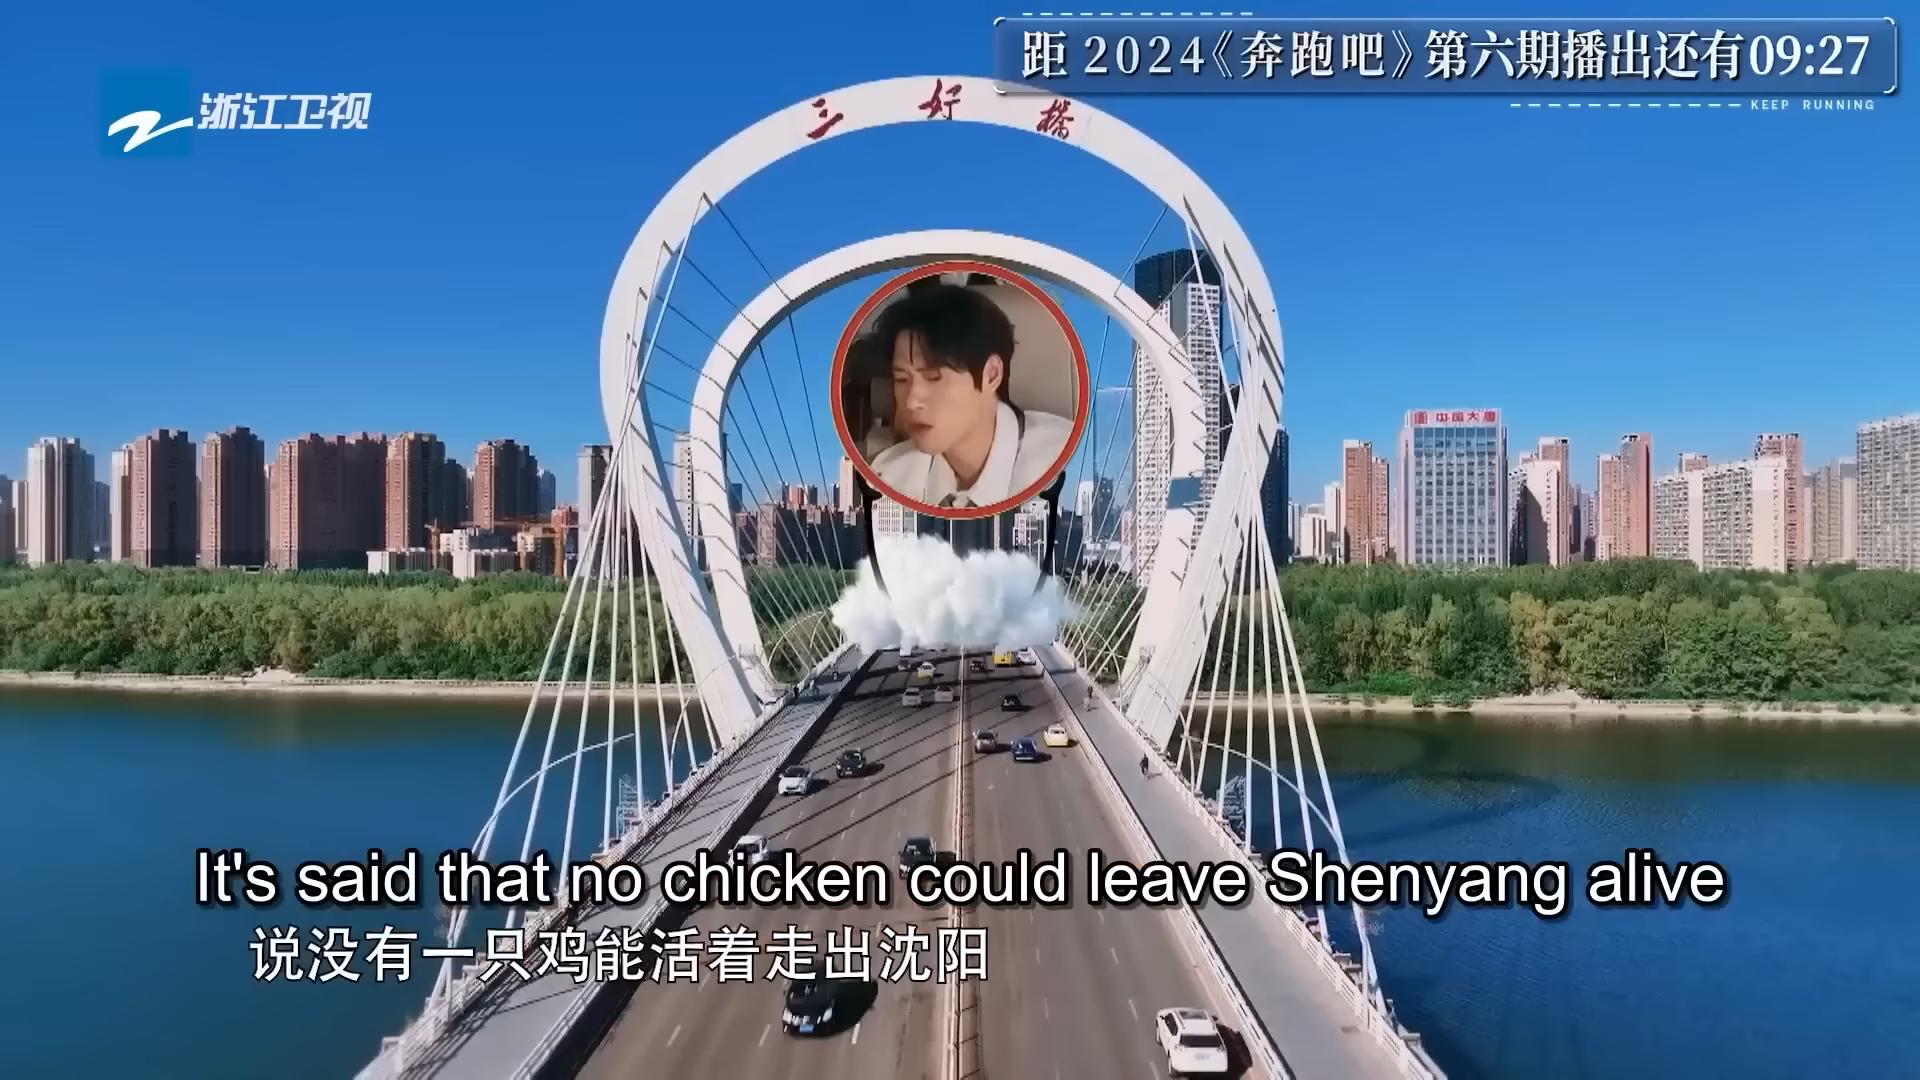 距 2024《奔跑吧》第六期播出还有09:27
KEEP RUNNING
浙江卫视
三好桥
中国大厦
It's said that no chicken could leave Shenyang alive
说没有一只鸡能活着走出沈阳